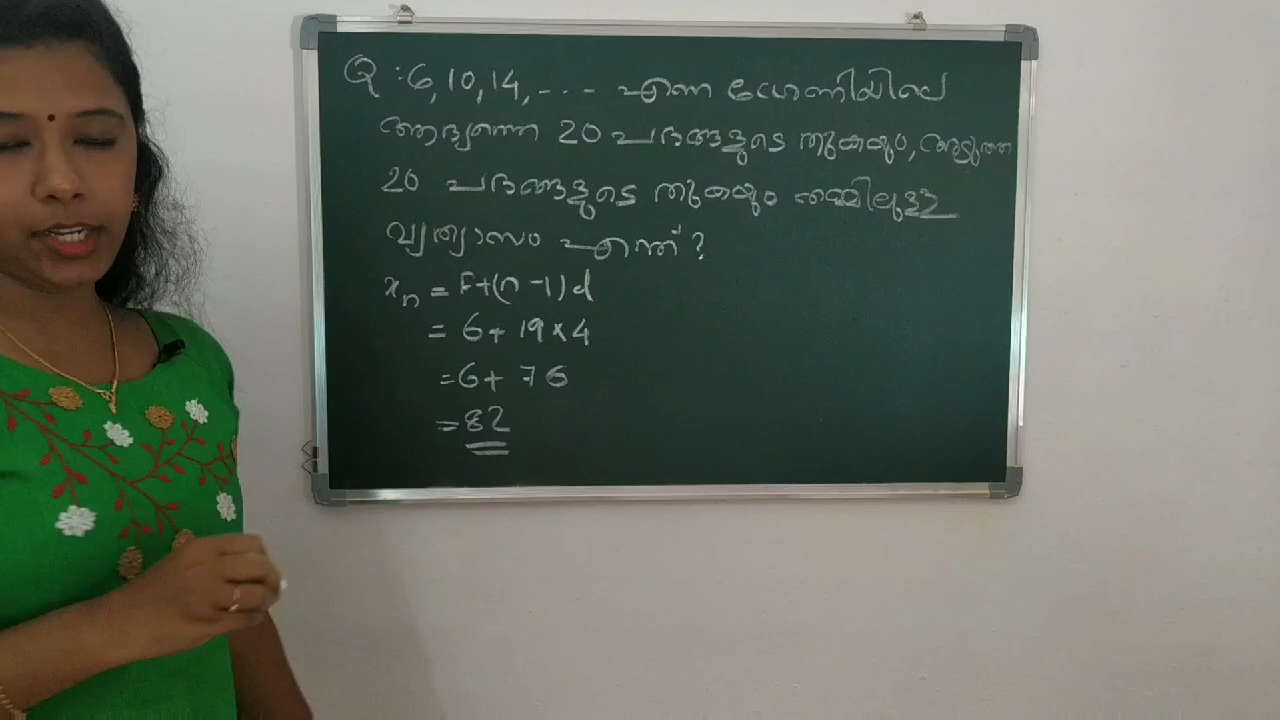 Q : 6, 10, 14, - - - എന്ന ശ്രേണിയിലെ
ആദ്യത്തെ 20 പദങ്ങളുടെ തുകയും, അടുത്ത
20 പദങ്ങളുടെ തുകയും തമ്മിലുള്ള
വ്യത്യാസം എന്ത് ?
xn = F+(n-1)d
= 6+ 19×4
=6+ 76
=82